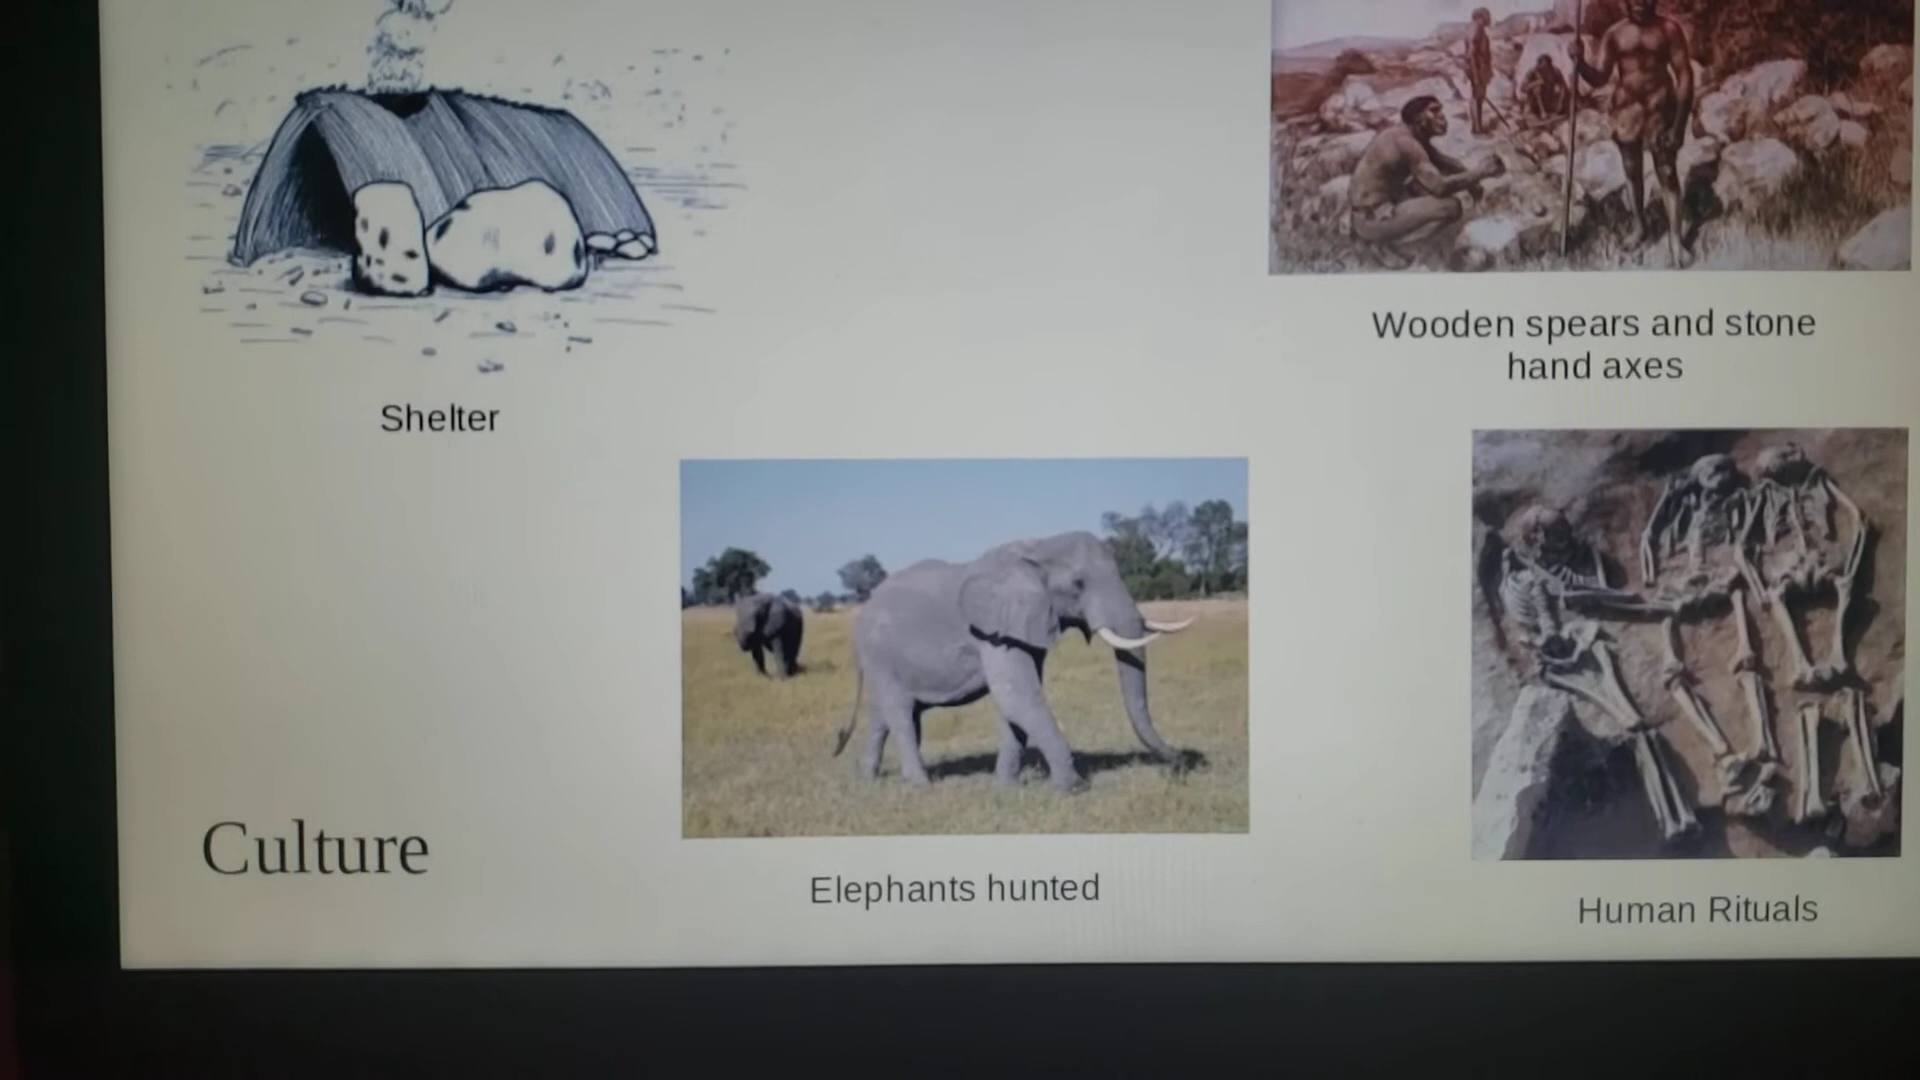 Wooden spears and stone
hand axes
Shelter
Culture
Elephants hunted
Human Rituals